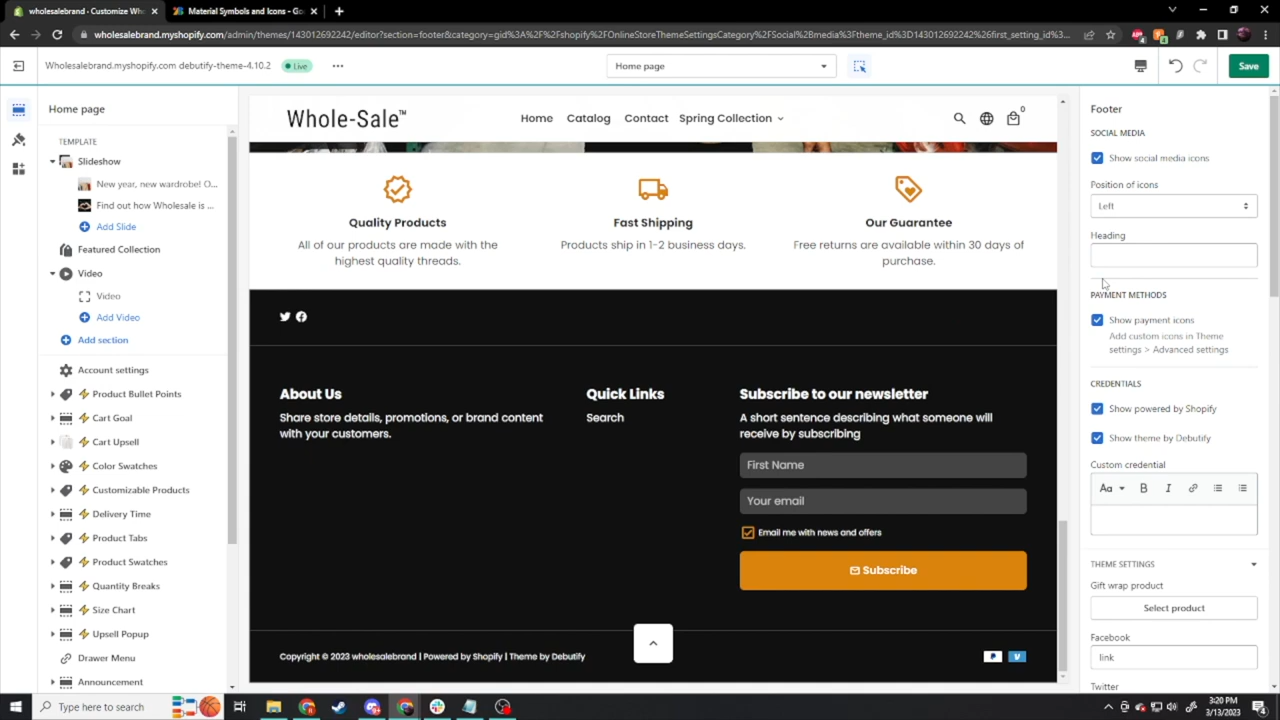 wholesalebrand · Customize Who
Material Symbols and Icons - Go
wholesalebrand.myshopify.com/admin/themes/143012692242/editor?section=footer&category=gid%3A%2F%2Fshopify%2FOnlineStoreThemeSettingsCategory%2FSocial%2Bmedia%3Ftheme_id%3D143012692242%26first_setting_id%3...
Wholesalebrand.myshopify.com debutify-theme-4.10.2
Live
Home page
Save
Home page
TEMPLATE
Slideshow
New year, new wardrobe! O...
Find out how Wholesale is ...
Add Slide
Featured Collection
Video
Video
Add Video
Add section
Account settings
Product Bullet Points
Cart Goal
Cart Upsell
Color Swatches
Customizable Products
Delivery Time
Product Tabs
Product Swatches
Quantity Breaks
Size Chart
Upsell Popup
Drawer Menu
Announcement
Whole-Sale™
Home
Catalog
Contact
Spring Collection
0
Quality Products
All of our products are made with the
highest quality threads.
Fast Shipping
Products ship in 1-2 business days.
Our Guarantee
Free returns are available within 30 days of
purchase.
About Us
Share store details, promotions, or brand content
with your customers.
Quick Links
Search
Subscribe to our newsletter
A short sentence describing what someone will
receive by subscribing
First Name
Your email
Email me with news and offers
Subscribe
Copyright © 2023 wholesalebrand | Powered by Shopify | Theme by Debutify
Footer
SOCIAL MEDIA
Show social media icons
Position of icons
Left
Heading
PAYMENT METHODS
Show payment icons
Add custom icons in Theme
settings > Advanced settings
CREDENTIALS
Show powered by Shopify
Show theme by Debutify
Custom credential
Aa
B
I
THEME SETTINGS
Gift wrap product
Select product
Facebook
link
Twitter
Type here to search
3:20 PM
3/13/2023